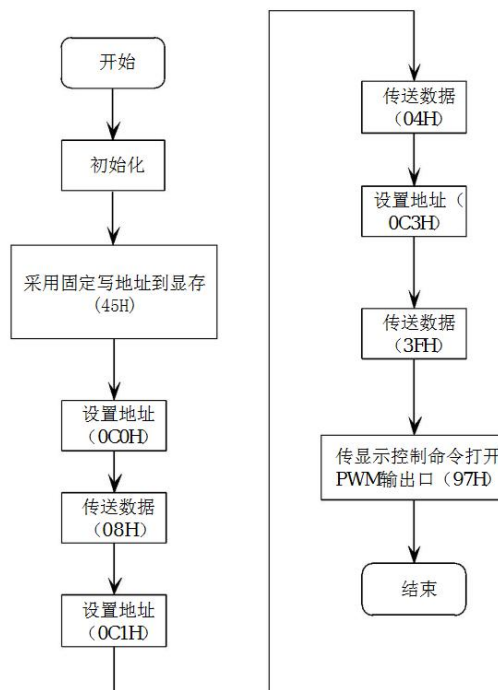 开始
初始化
采用固定写地址到显存
(45H)
设置地址
(0C0H)
传送数据
(08H)
设置地址
(0C1H)
传送数据
(04H)
设置地址(
0C3H)
传送数据
(3FH)
传显示控制命令打开
PWM输出口(97H)
结束